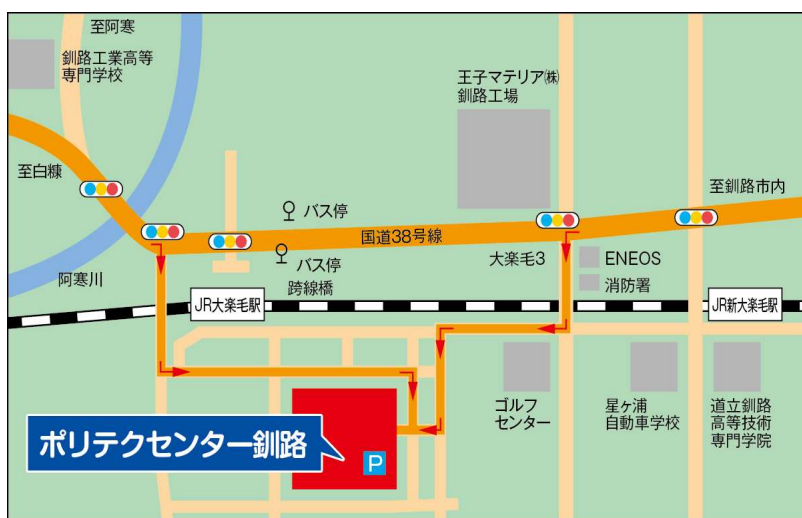 至阿寒
釧路工業高等
専門学校
王子マテリア㈱
釧路工場
至白糠
至釧路市内
バス停
国道38号線
バス停
大楽毛3
ENEOS
阿寒川
跨線橋
消防署
JR大楽毛駅
JR新大楽毛駅
ゴルフ
センター
星ヶ浦
自動車学校
道立釧路
高等技術
専門学院
ポリテクセンター釧路
P